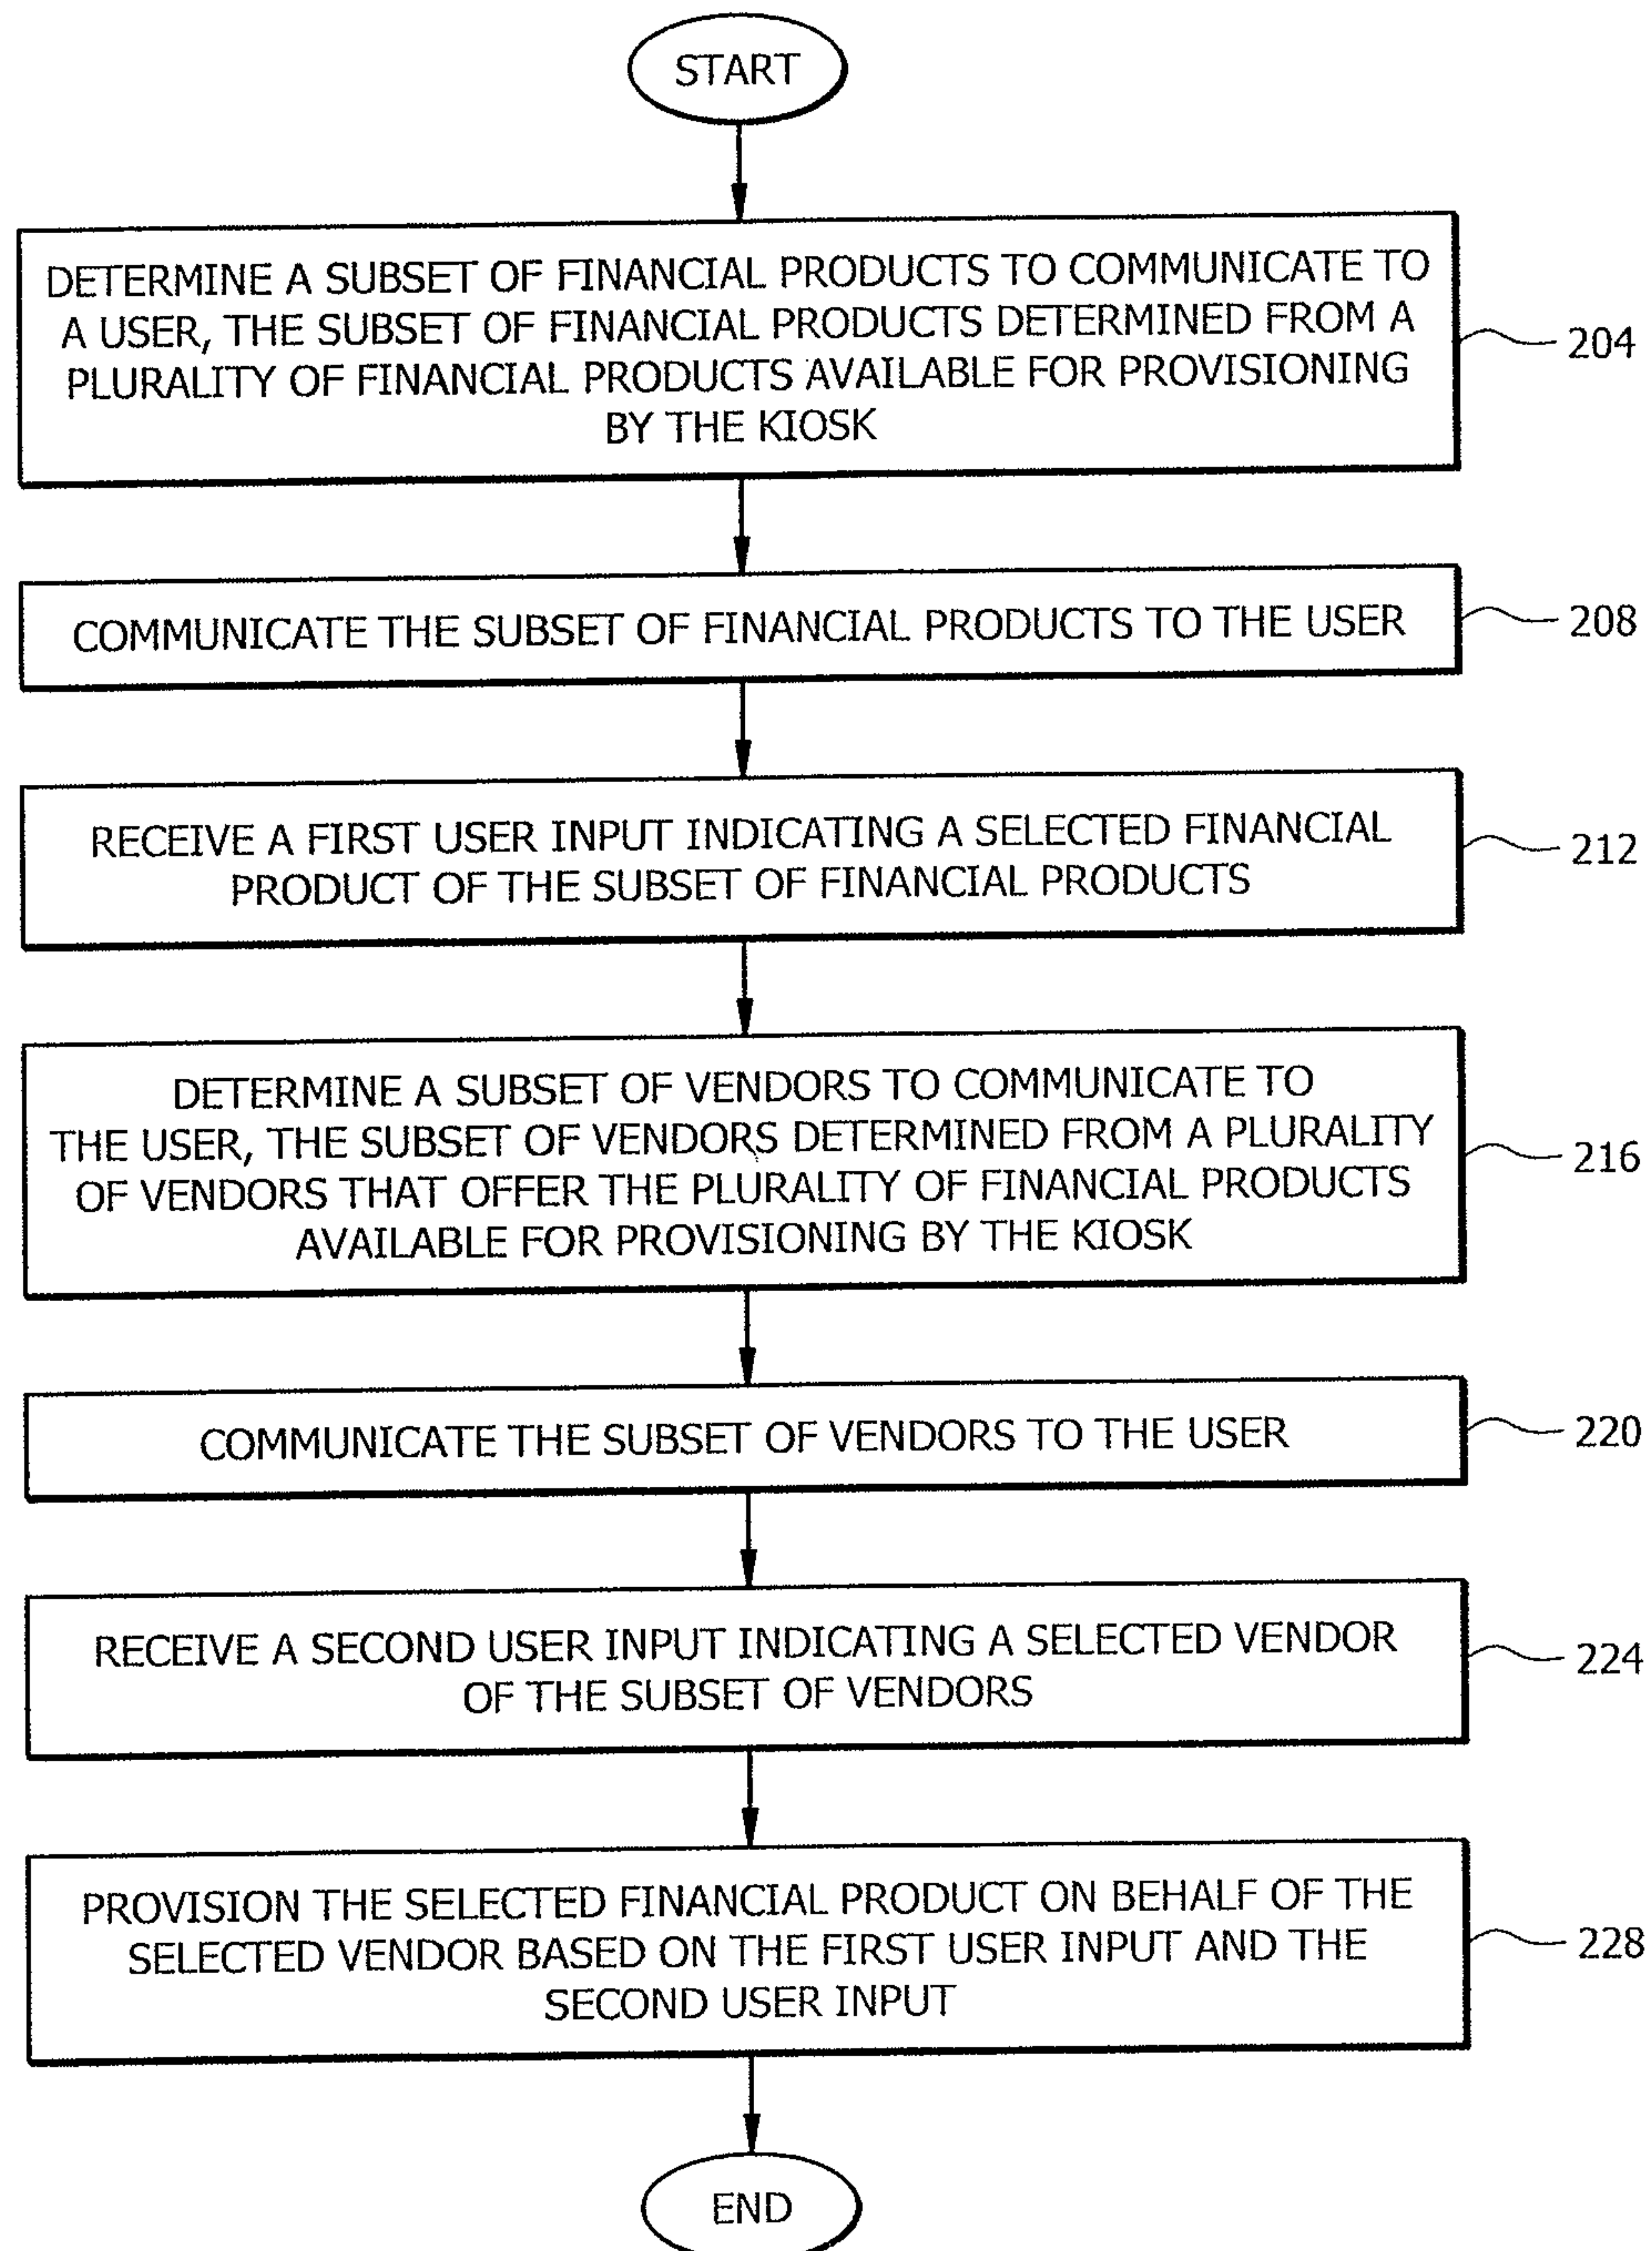 START
DETERMINE A SUBSET OF FINANCIAL PRODUCTS TO COMMUNICATE TO
A USER, THE SUBSET OF FINANCIAL PRODUCTS DETERMINED FROM A
PLURALITY OF FINANCIAL PRODUCTS AVAILABLE FOR PROVISIONING
BY THE KIOSK
204
COMMUNICATE THE SUBSET OF FINANCIAL PRODUCTS TO THE USER
208
RECEIVE A FIRST USER INPUT INDICATING A SELECTED FINANCIAL
PRODUCT OF THE SUBSET OF FINANCIAL PRODUCTS
212
DETERMINE A SUBSET OF VENDORS TO COMMUNICATE TO
THE USER, THE SUBSET OF VENDORS DETERMINED FROM A PLURALITY
OF VENDORS THAT OFFER THE PLURALITY OF FINANCIAL PRODUCTS
AVAILABLE FOR PROVISIONING BY THE KIOSK
216
COMMUNICATE THE SUBSET OF VENDORS TO THE USER
220
RECEIVE A SECOND USER INPUT INDICATING A SELECTED VENDOR
OF THE SUBSET OF VENDORS
224
PROVISION THE SELECTED FINANCIAL PRODUCT ON BEHALF OF THE
SELECTED VENDOR BASED ON THE FIRST USER INPUT AND THE
SECOND USER INPUT
228
END